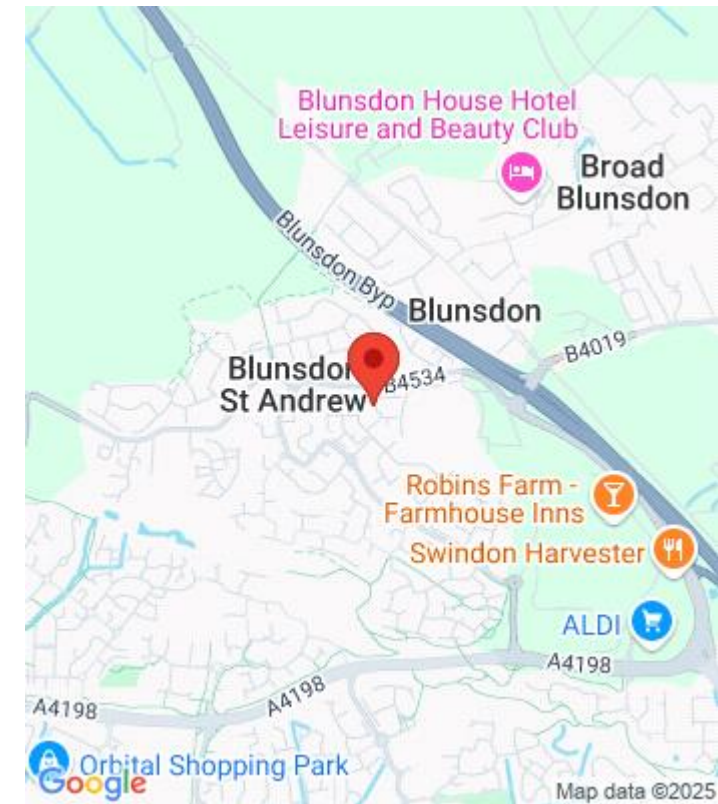 Blunsdon House Hotel
Leisure and Beauty Club
Broad
Blunsdon
Blunsdon Byp
Blunsdon
B4019
Blunsdon
St Andrew
B4534
Robins Farm -
Farmhouse Inns
Swindon Harvester
ALDI
A4198
A4198
A4198
Orbital Shopping Park
Google
Map data ©2025